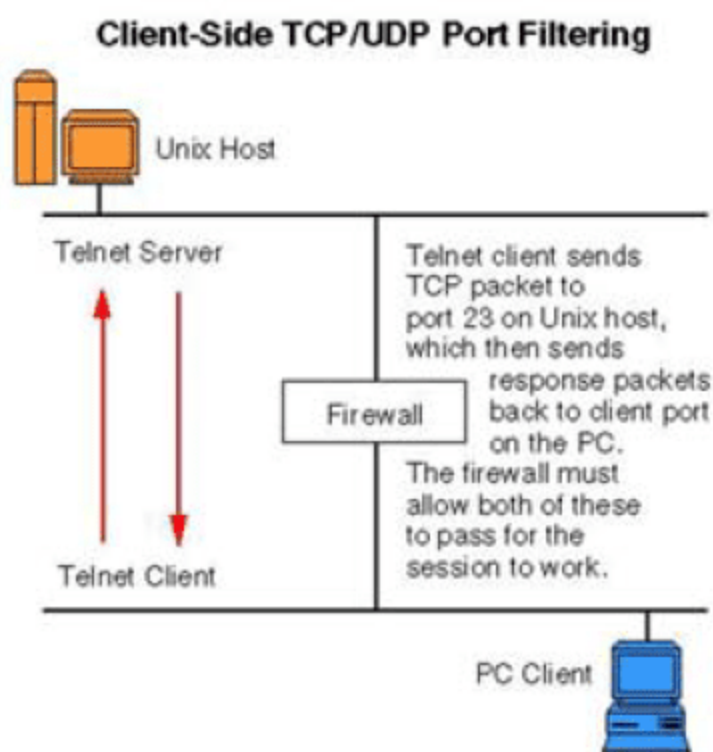 Client-Side TCP/UDP Port Filtering
Unix Host
Telnet Server
Telnet client sends
TCP packet to
port 23 on Unix host,
which then sends
response packets
back to client port
on the PC.
Firewall
The firewall must
allow both of these
to pass for the
session to work.
Telnet Client
PC Client